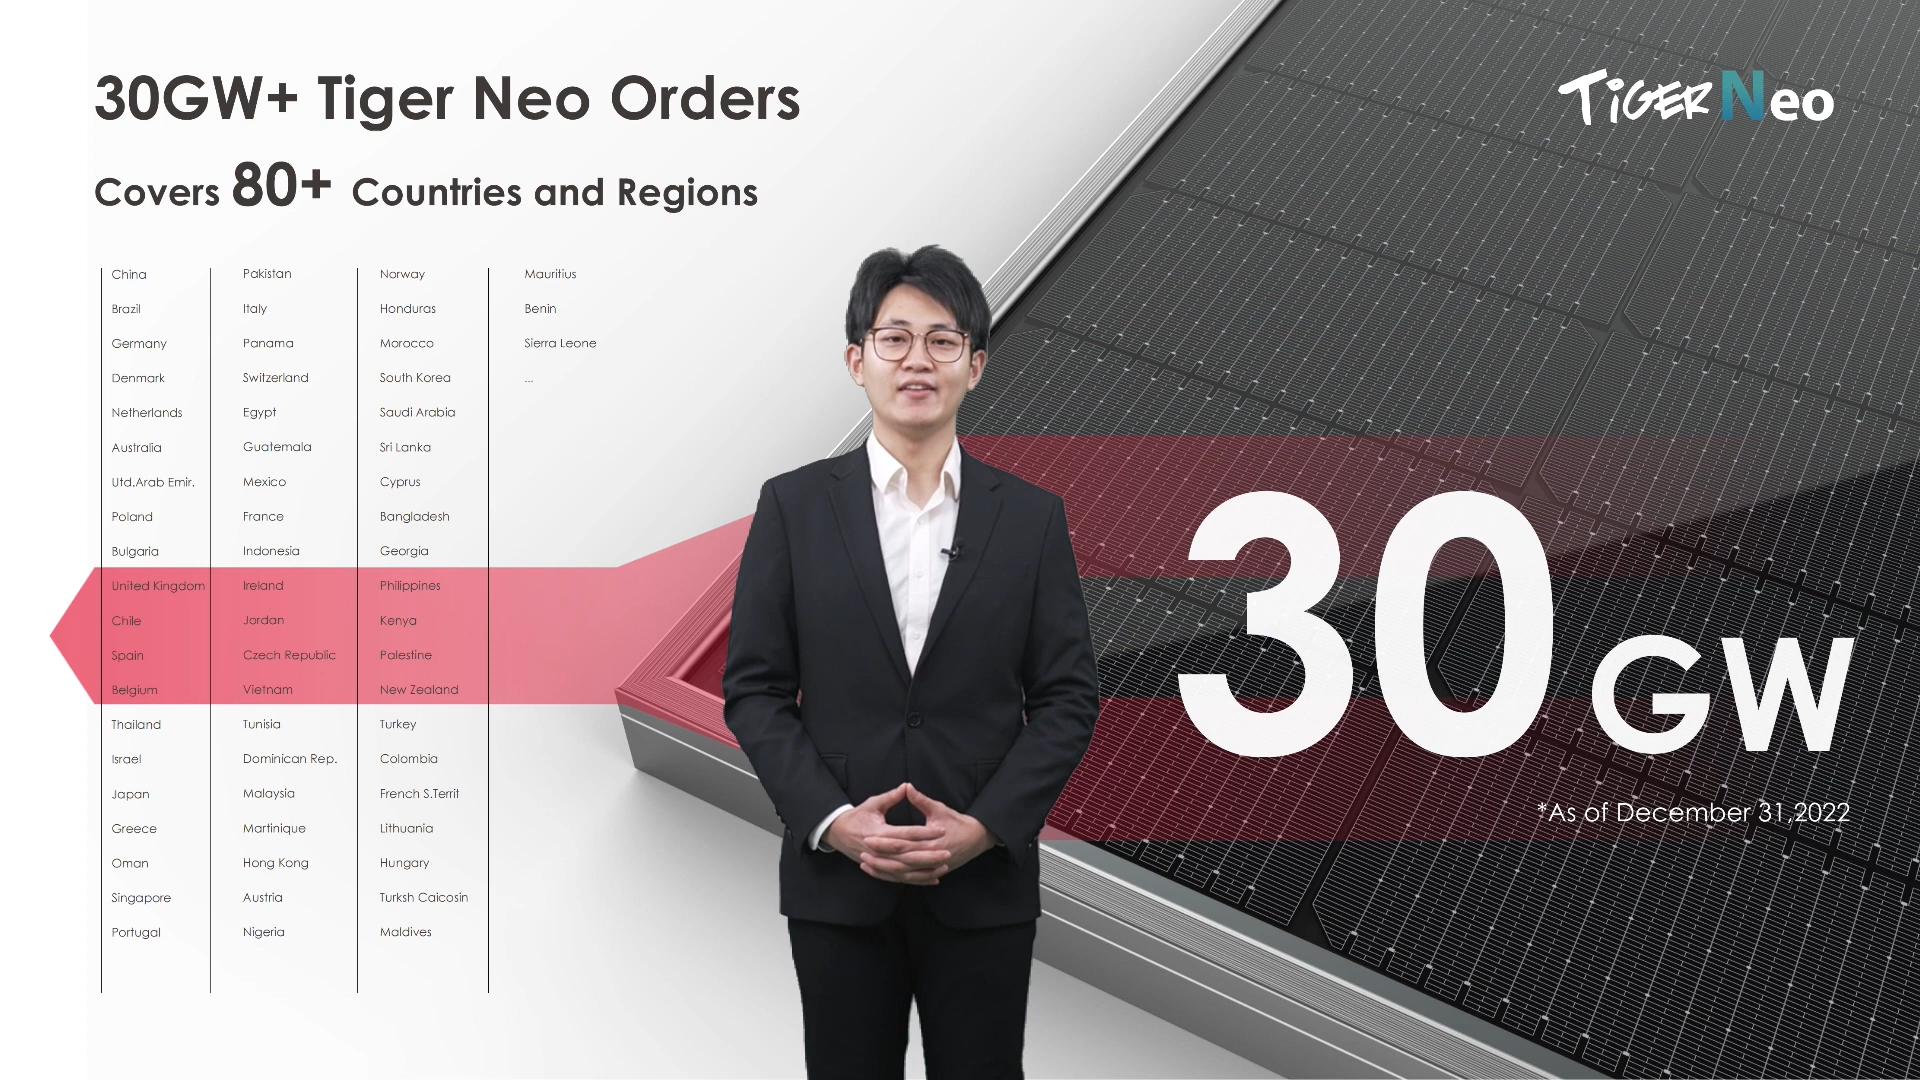 30GW+ Tiger Neo Orders
Covers 80+ Countries and Regions
TIGER Neo
China
Brazil
Germany
Denmark
Netherlands
Australia
Utd.Arab Emir.
Poland
Bulgaria
United Kingdom
Chile
Spain
Belgium
Thailand
Israel
Japan
Greece
Oman
Singapore
Portugal
Pakistan
Italy
Panama
Switzerland
Egypt
Guatemala
Mexico
France
Indonesia
Ireland
Jordan
Czech Republic
Vietnam
Tunisia
Dominican Rep.
Malaysia
Martinique
Hong Kong
Austria
Nigeria
Norway
Honduras
Morocco
South Korea
Saudi Arabia
Sri Lanka
Cyprus
Bangladesh
Georgia
Philippines
Kenya
Palestine
New Zealand
Turkey
Colombia
French S.Territ
Lithuania
Hungary
Turksh Caicosin
Maldives
Mauritius
Benin
Sierra Leone
...
30 GW
*As of December 31,2022